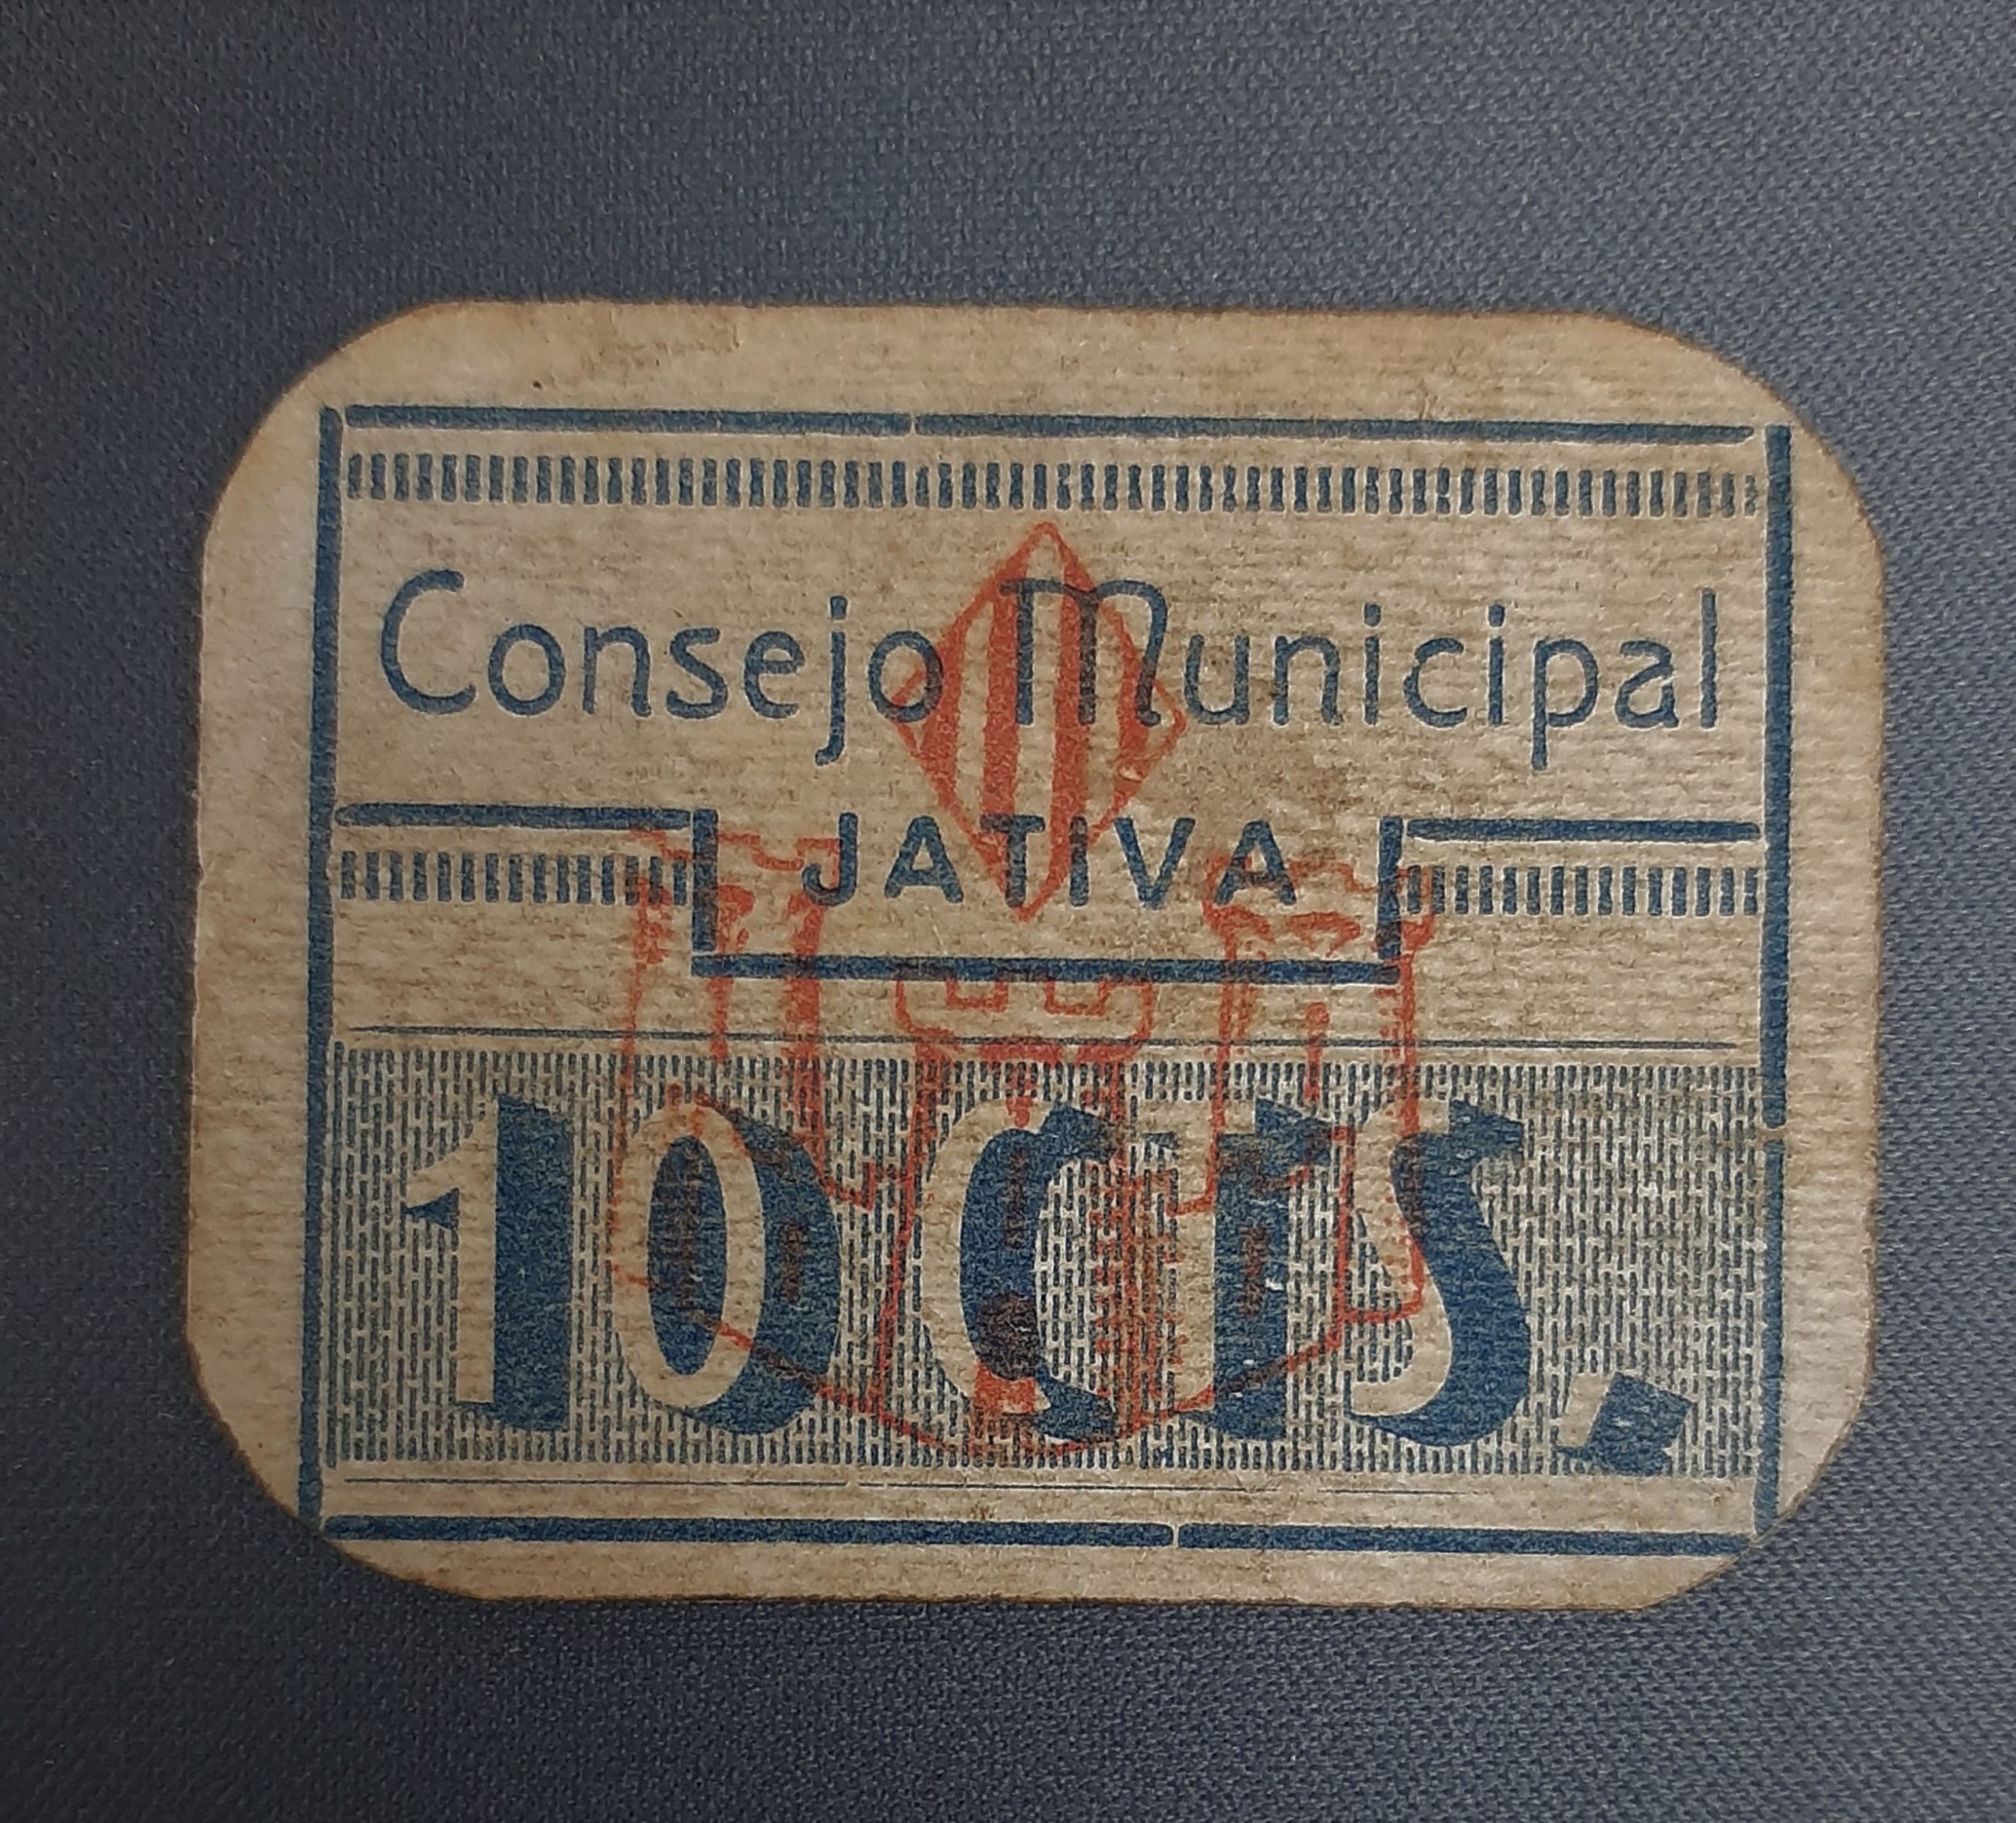 Consejo Municipal
JATIVA
10 CTS.